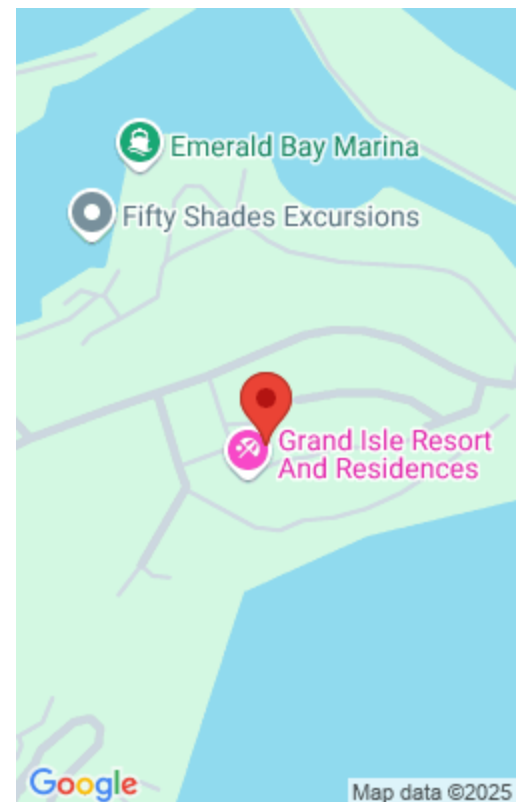 Emerald Bay Marina
Fifty Shades Excursions
Grand Isle Resort
And Residences
Google
Map data ©2025